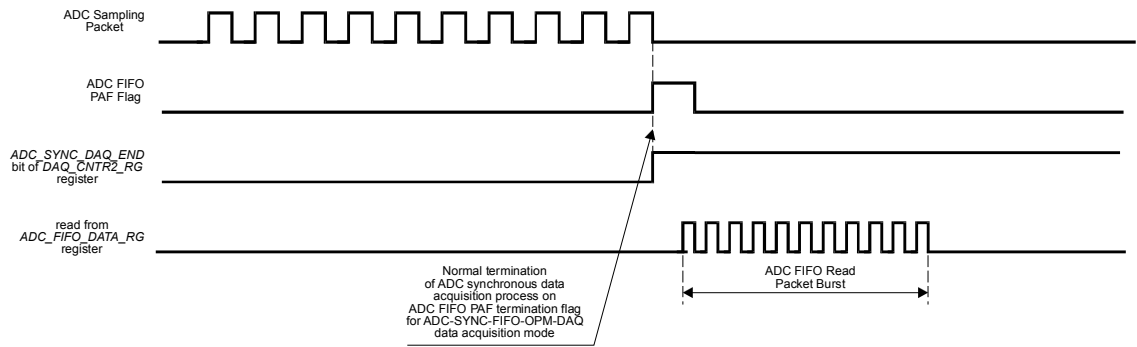 ADC Sampling
Packet
ADC FIFO
PAF Flag
ADC_SYNC_DAQ_END
bit of DAQ_CNTR2_RG
register
read from
ADC_FIFO_DATA_RG
register
Normal termination
of ADC synchronous data
acquisition process on
ADC FIFO PAF termination flag
for ADC-SYNC-FIFO-OPM-DAQ
data acquisition mode
ADC FIFO Read
Packet Burst